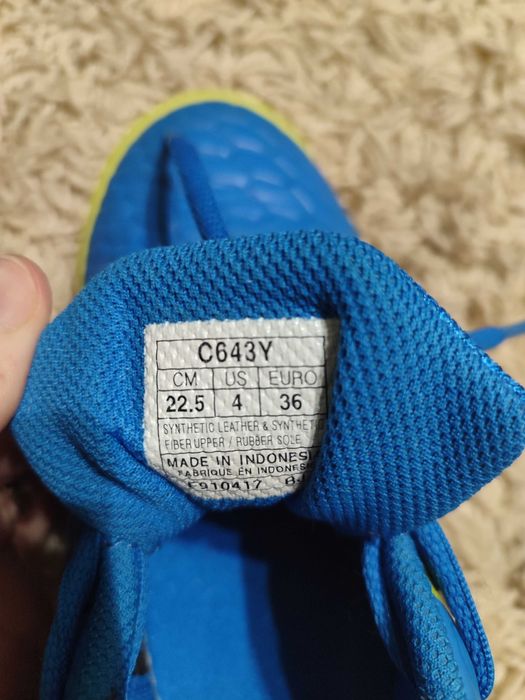 C643Y
CM US EURO
22.5 4 36
SYNTHETIC LEATHER & SYNTHETIC
FIBER UPPER / RUBBER SOLE
MADE IN INDONESIA
FABRIQUE EN INDONESIE
F910417